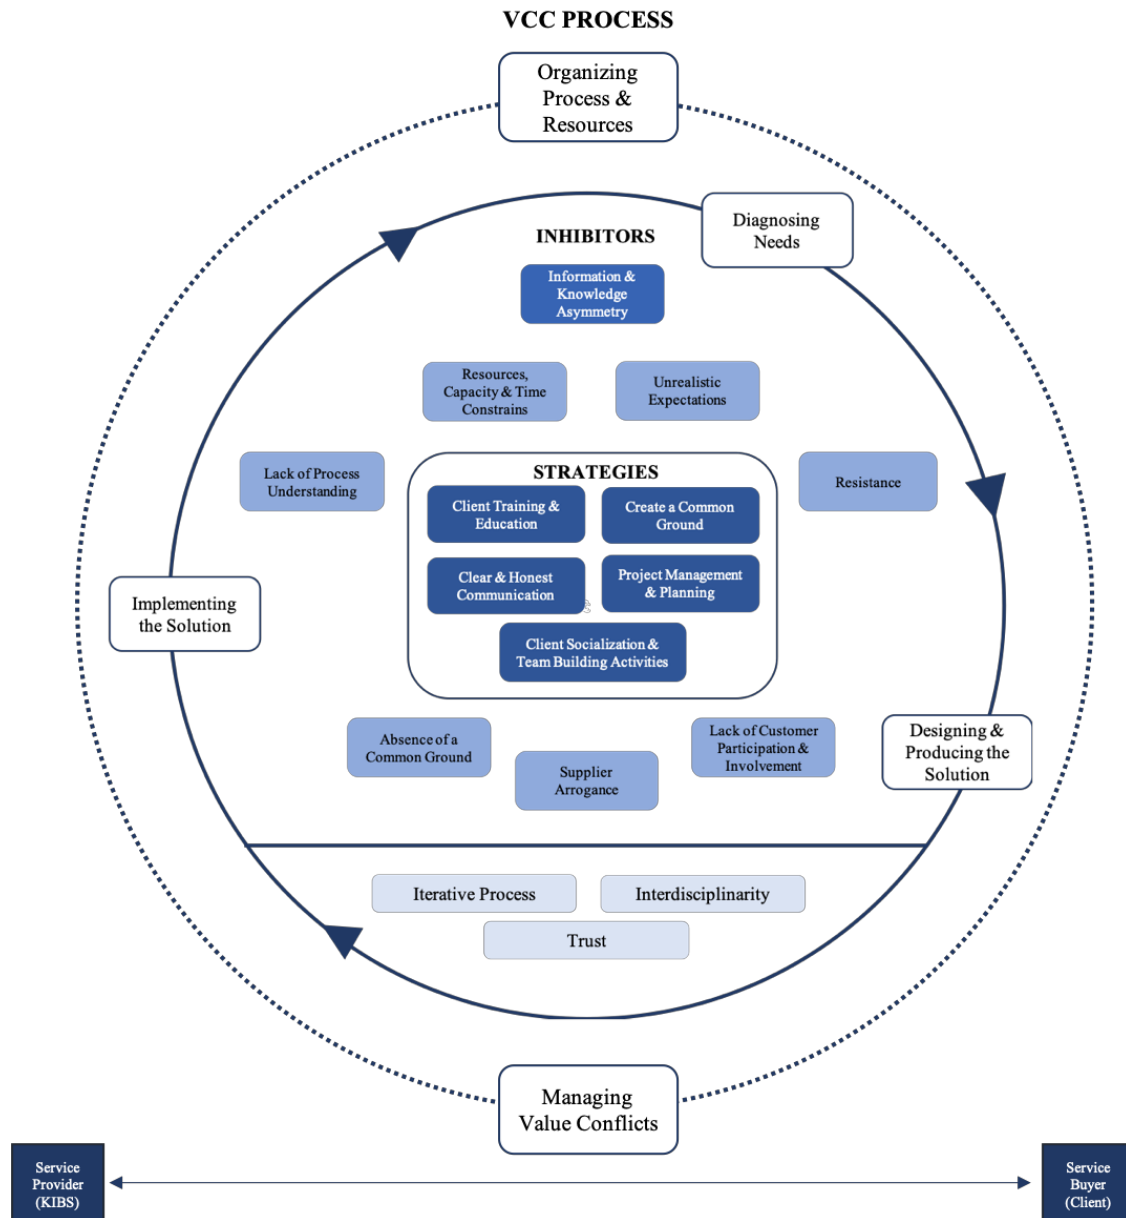 VCC PROCESS
Organizing
Process &
Resources
Diagnosing
Needs
INHIBITORS
Information &
Knowledge
Asymmetry
Resources,
Capacity & Time
Constrains
Unrealistic
Expectations
Lack of Process
Understanding
Resistance
STRATEGIES
Client Training &
Education
Create a Common
Ground
Clear & Honest
Communication
Project Management
& Planning
Client Socialization &
Team Building Activities
Implementing
the Solution
Absence of a
Common Ground
Supplier
Arrogance
Lack of Customer
Participation &
Involvement
Designing &
Producing the
Solution
Iterative Process
Interdisciplinarity
Trust
Managing
Value Conflicts
Service
Provider
(KIBS)
Service
Buyer
(Client)